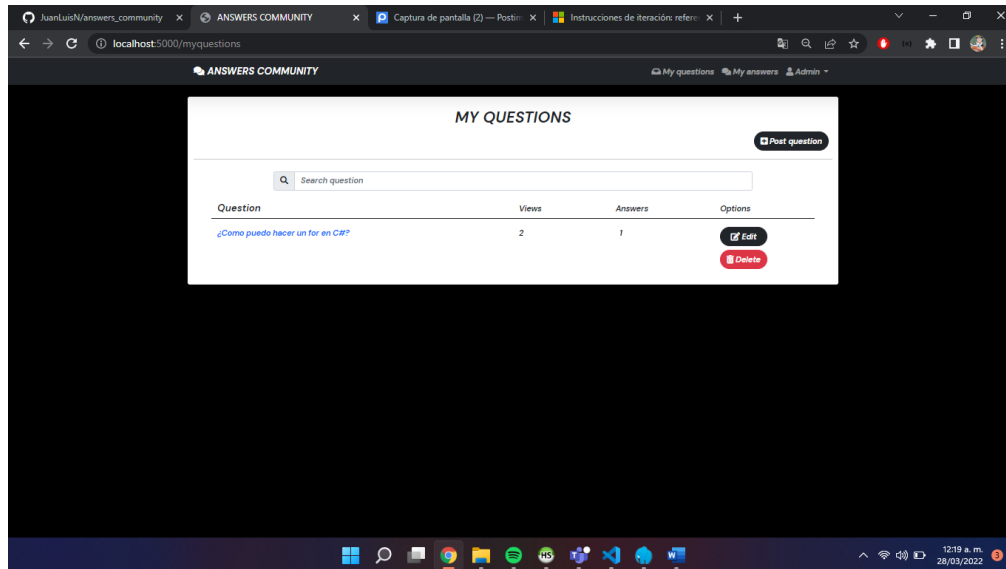 JuanLuisN/answers_community
ANSWERS COMMUNITY
Captura de pantalla (2) — Postim
Instrucciones de iteración: refere
localhost:5000/myquestions
ANSWERS COMMUNITY
My questions My answers Admin
MY QUESTIONS
Post question
Search question
Question Views Answers Options
¿Como puedo hacer un for en C#? 2 1 Edit
Delete
HS
W
12:19 a. m.
28/03/2022
3